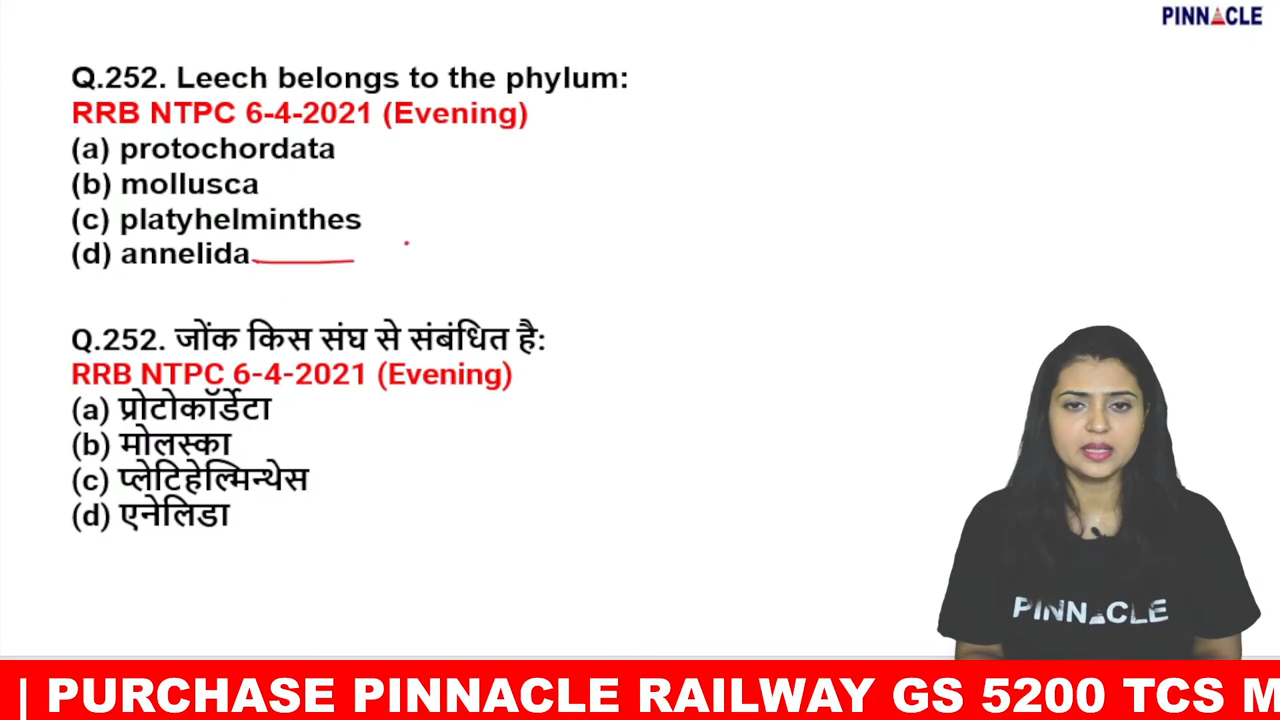 PINNACLE
Q.252. Leech belongs to the phylum:
RRB NTPC 6-4-2021 (Evening)
(a) protochordata
(b) mollusca
(c) platyhelminthes
(d) annelida
Q.252. जोंक किस संघ से संबंधित है:
RRB NTPC 6-4-2021 (Evening)
(a) प्रोटोकॉर्डेटा
(b) मोलस्का
(c) प्लेटिहेल्मिन्थेस
(d) एनेलिडा
PINNACLE
| PURCHASE PINNACLE RAILWAY GS 5200 TCS M